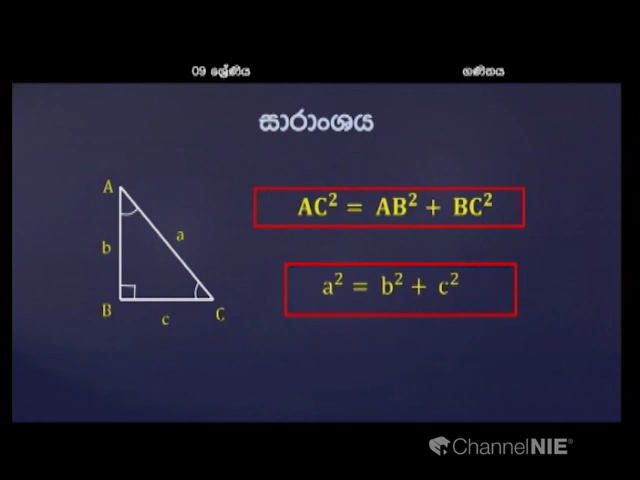 09 ශ්‍රේණිය
ගණිතය
සාරාංශය
A
b
a
B
c
C
AC² = AB² + BC²
a² = b² + c²
ChannelNIE®